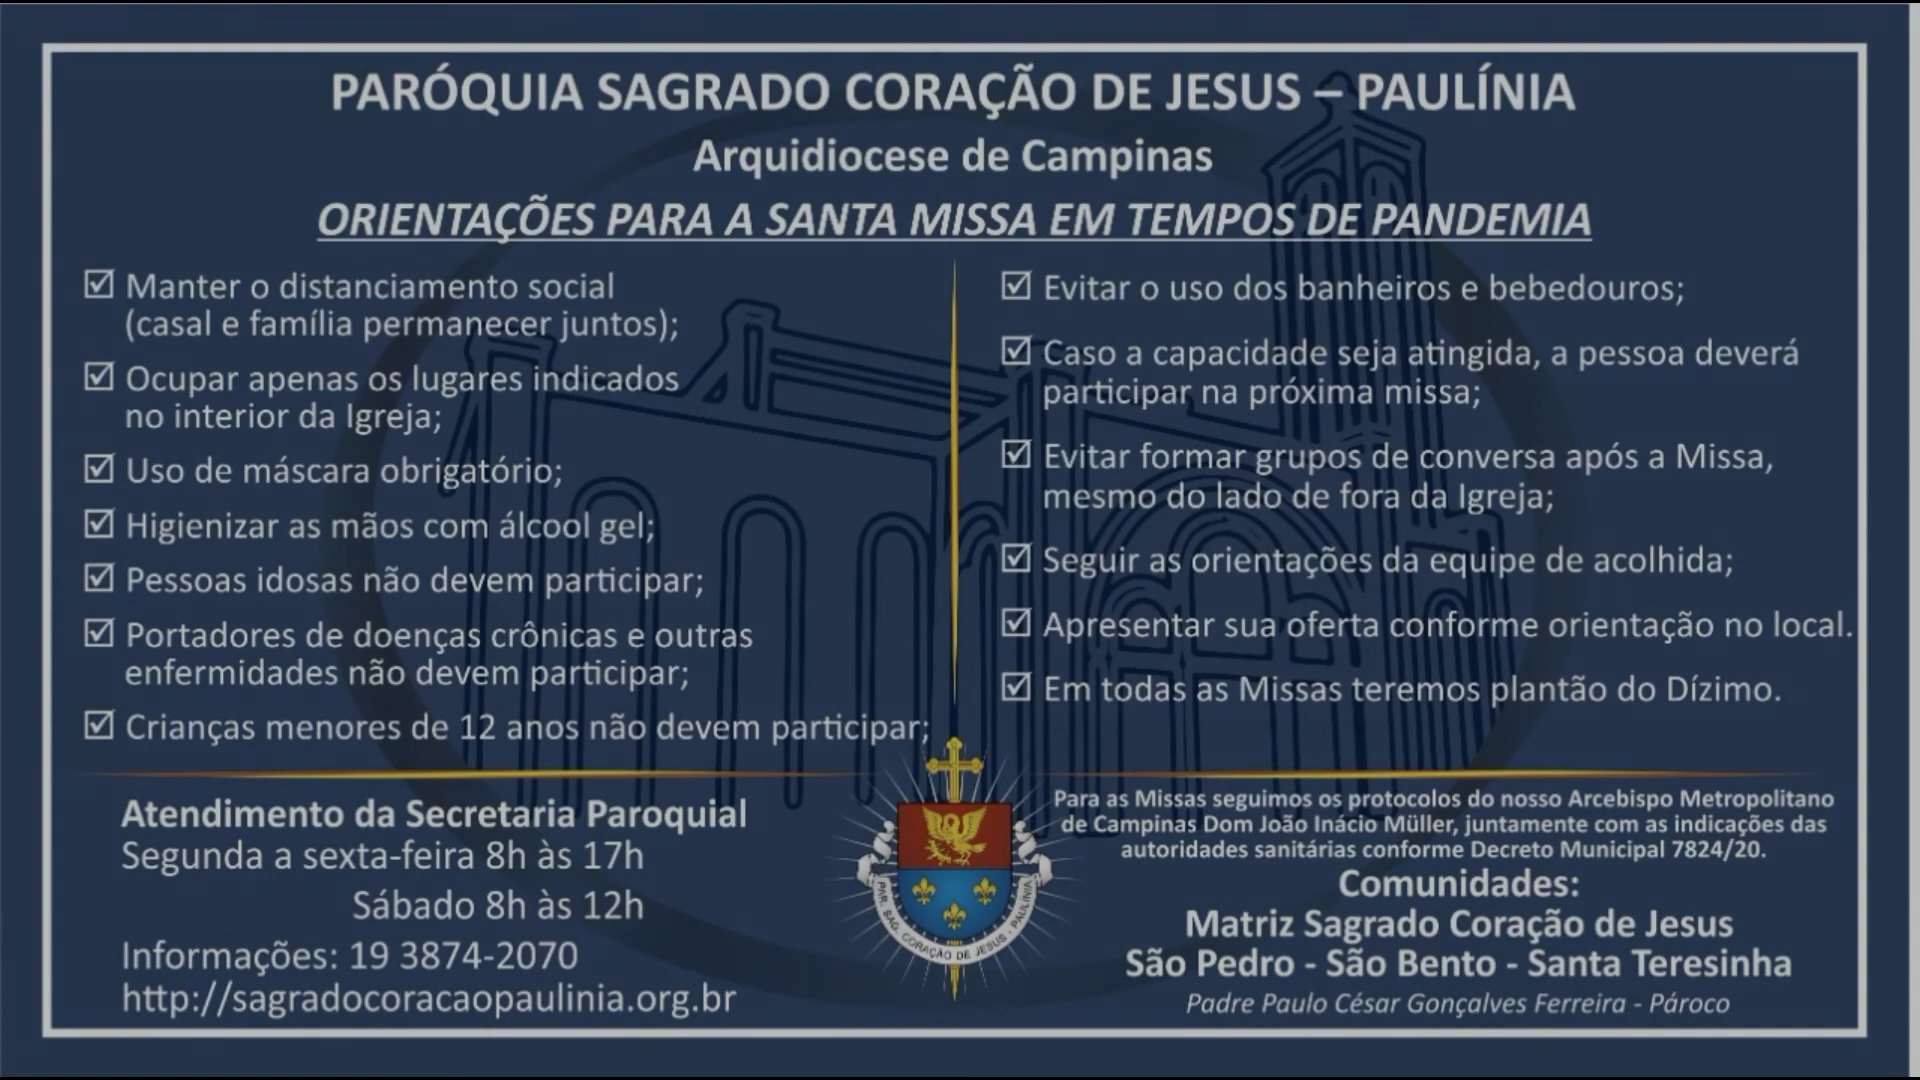 PARÓQUIA SAGRADO CORAÇÃO DE JESUS – PAULÍNIA
Arquidiocese de Campinas
ORIENTAÇÕES PARA A SANTA MISSA EM TEMPOS DE PANDEMIA
Manter o distanciamento social
(casal e família permanecer juntos);
Ocupar apenas os lugares indicados
no interior da Igreja;
Uso de máscara obrigatório;
Higienizar as mãos com álcool gel;
Pessoas idosas não devem participar;
Portadores de doenças crônicas e outras
enfermidades não devem participar;
Crianças menores de 12 anos não devem participar;
Evitar o uso dos banheiros e bebedouros;
Caso a capacidade seja atingida, a pessoa deverá
participar na próxima missa;
Evitar formar grupos de conversa após a Missa,
mesmo do lado de fora da Igreja;
Seguir as orientações da equipe de acolhida;
Apresentar sua oferta conforme orientação no local.
Em todas as Missas teremos plantão do Dízimo.
Atendimento da Secretaria Paroquial
Segunda a sexta-feira 8h às 17h
Sábado 8h às 12h
Informações: 19 3874-2070
http://sagradocoracaopaulinia.org.br
PAR. SAG. CORAÇÃO DE JESUS - PAULÍNIA
Para as Missas seguimos os protocolos do nosso Arcebispo Metropolitano
de Campinas Dom João Inácio Müller, juntamente com as indicações das
autoridades sanitárias conforme Decreto Municipal 7824/20.
Comunidades:
Matriz Sagrado Coração de Jesus
São Pedro - São Bento - Santa Teresinha
Padre Paulo César Gonçalves Ferreira - Pároco